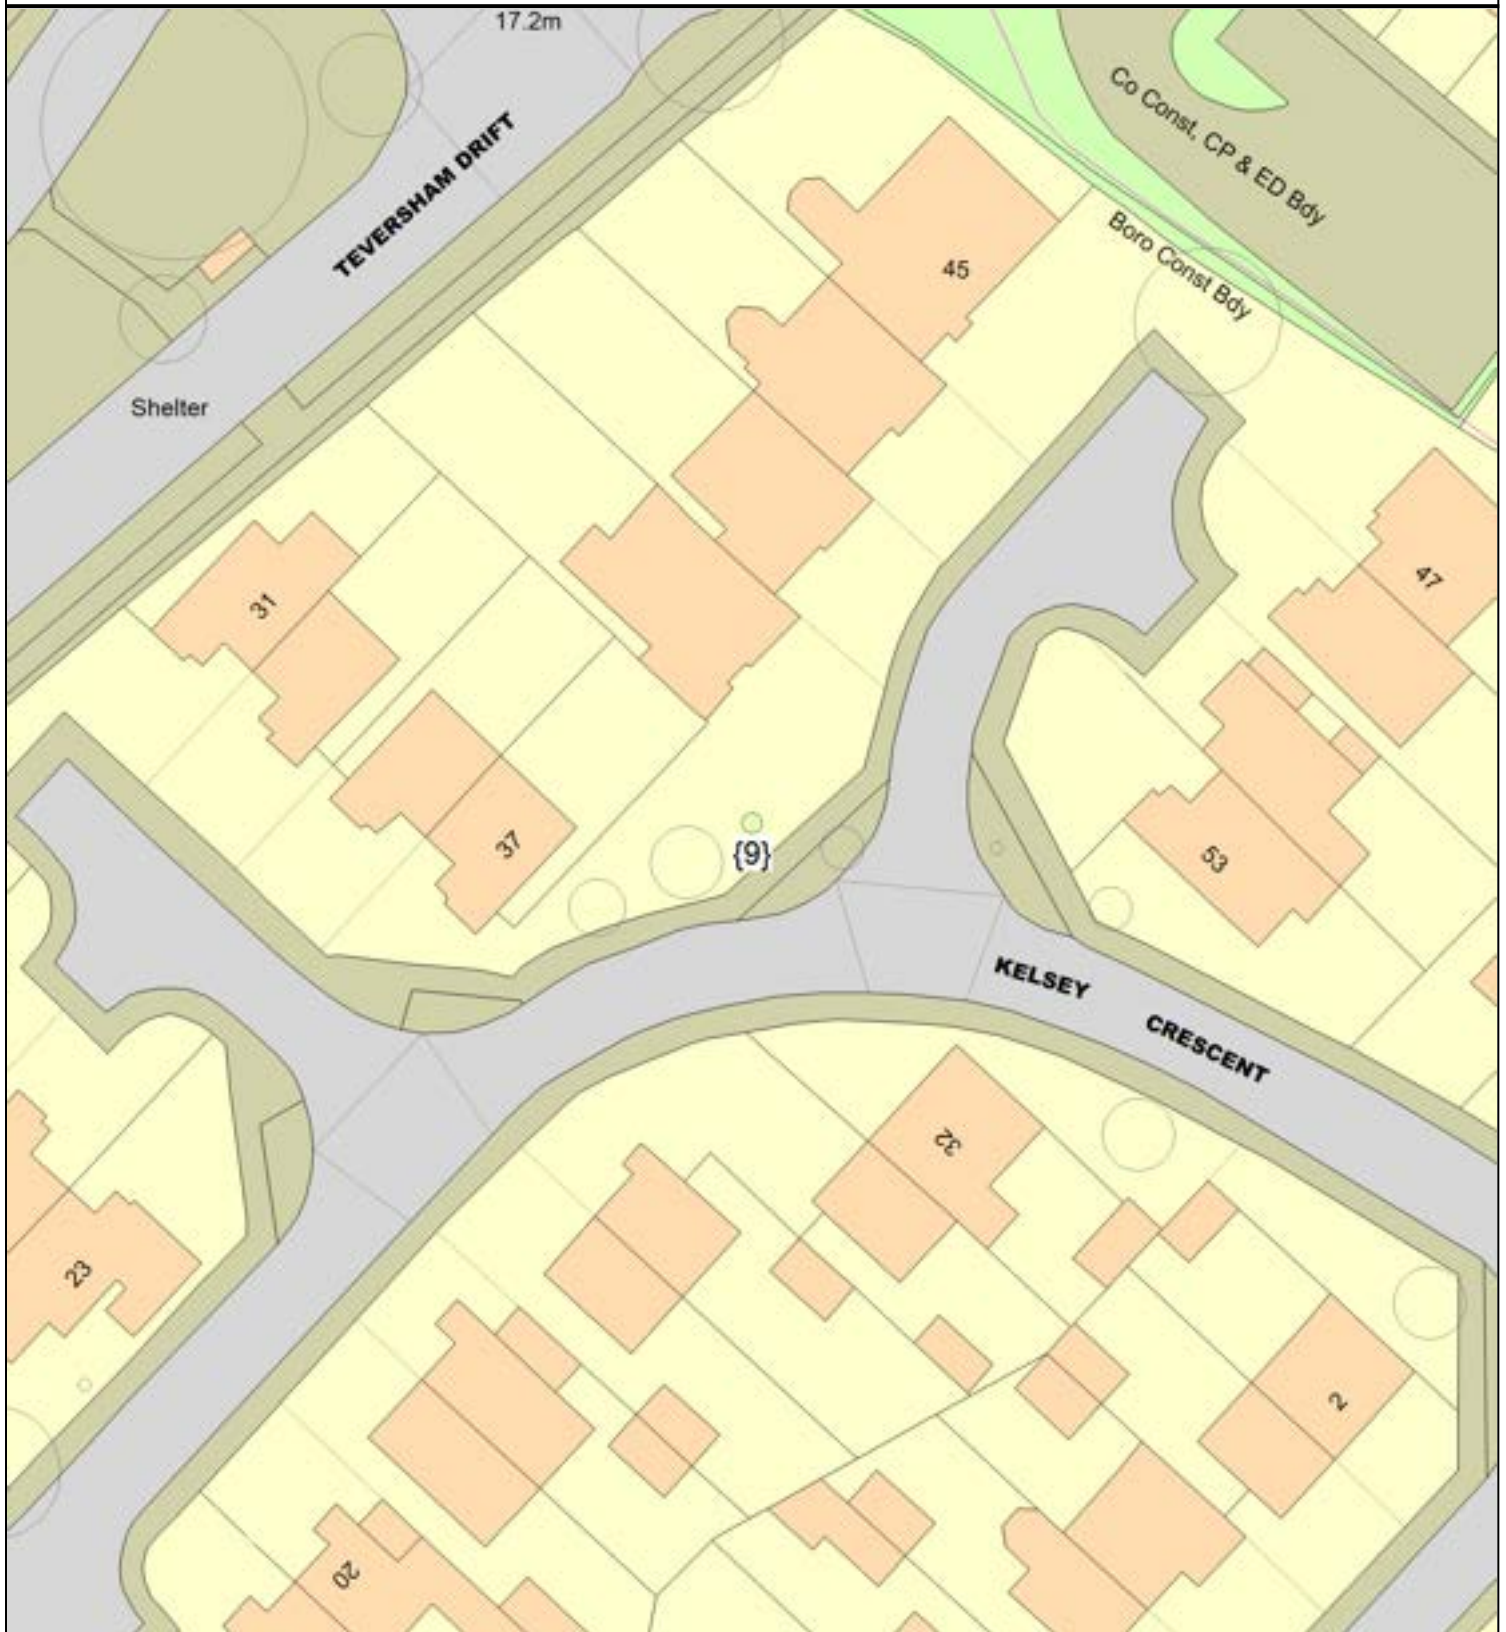 17.2m
TEVERSHAM DRIFT
Co Const, CP & ED Bdy
Boro Const Bdy
45
Shelter
47
31
37
{9}
53
KELSEY
CRESCENT
32
23
2
20